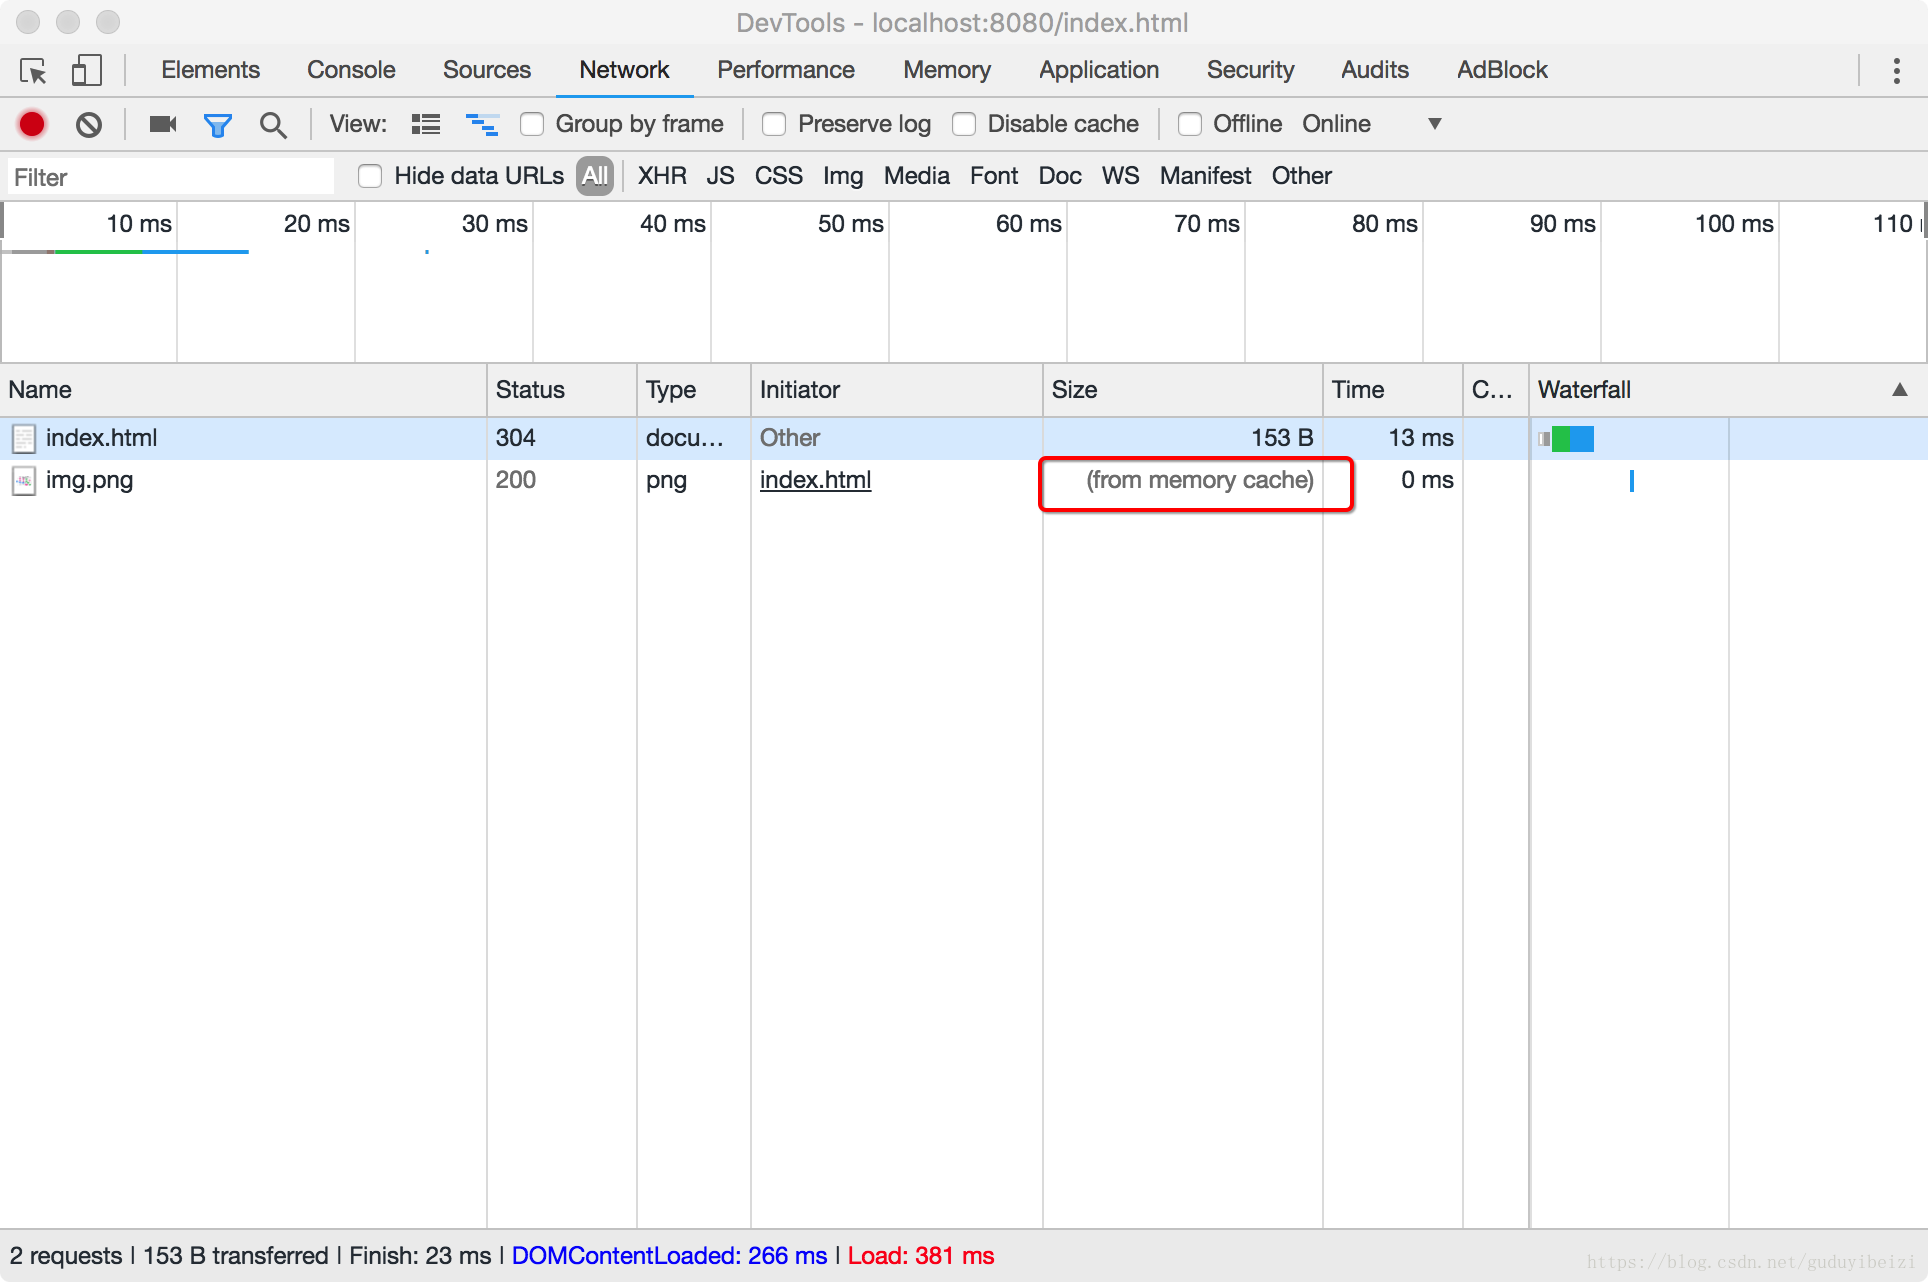 DevTools - localhost:8080/index.html
Elements Console Sources Network Performance Memory Application Security Audits AdBlock
View: Group by frame Preserve log Disable cache Offline Online
Filter Hide data URLs All XHR JS CSS Img Media Font Doc WS Manifest Other
10 ms 20 ms 30 ms 40 ms 50 ms 60 ms 70 ms 80 ms 90 ms 100 ms 110
Name Status Type Initiator Size Time C... Waterfall
index.html 304 docu... Other 153 B 13 ms
img.png 200 png index.html (from memory cache) 0 ms
2 requests | 153 B transferred | Finish: 23 ms | DOMContentLoaded: 266 ms | Load: 381 ms
https://blog.csdn.net/guduyibeizi